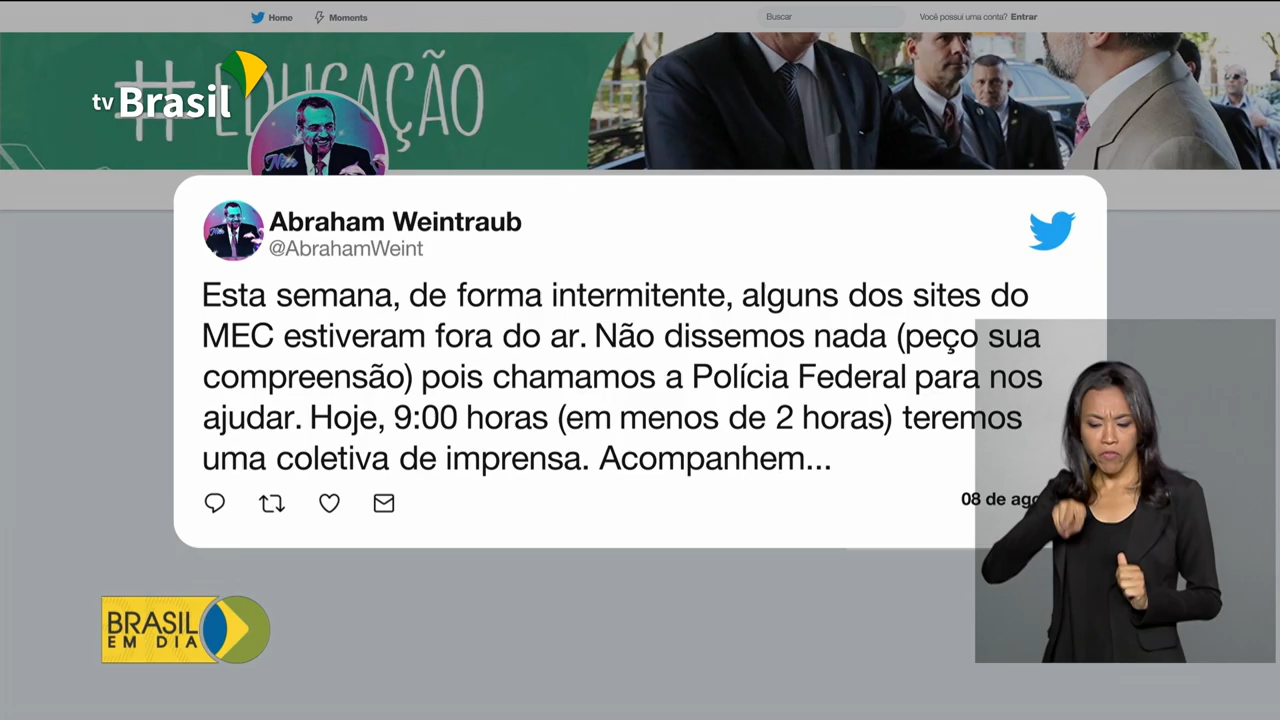 Home
Moments
Buscar
Você possui uma conta? Entrar
tv Brasil
#EDUCAÇÃO
Abraham Weintraub
@AbrahamWeint
Esta semana, de forma intermitente, alguns dos sites do
MEC estiveram fora do ar. Não dissemos nada (peço sua
compreensão) pois chamamos a Polícia Federal para nos
ajudar. Hoje, 9:00 horas (em menos de 2 horas) teremos
uma coletiva de imprensa. Acompanhem...
08 de ago
BRASIL
EM DIA